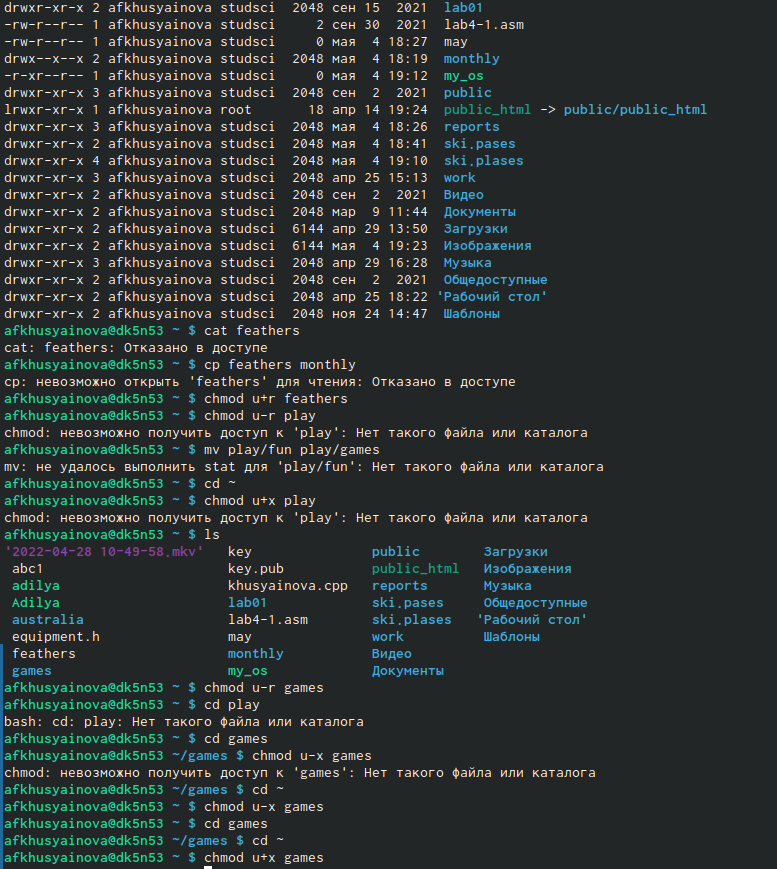 drwxr-xr-x 2 afkhusyainova studsci  2048 сен 15  2021  lab01
-rw-r--r-- 1 afkhusyainova studsci     2 сен 30  2021  lab4-1.asm
-rw-r--r-- 1 afkhusyainova studsci     0 мая  4 18:27  may
drwx--x--x 2 afkhusyainova studsci  2048 мая  4 18:19  monthly
-r-xr--r-- 1 afkhusyainova studsci     0 мая  4 19:12  my_os
drwxr-xr-x 3 afkhusyainova studsci  2048 сен  2  2021  public
lrwxr-xr-x 1 afkhusyainova root       18 апр 14 19:24  public_html -> public/public_html
drwxr-xr-x 3 afkhusyainova studsci  2048 мая  4 18:26  reports
drwxr-xr-x 2 afkhusyainova studsci  2048 мая  4 18:41  ski.pases
drwxr-xr-x 4 afkhusyainova studsci  2048 мая  4 19:10  ski.plases
drwxr-xr-x 3 afkhusyainova studsci  2048 апр 25 15:13  work
drwxr-xr-x 2 afkhusyainova studsci  2048 сен  2  2021  Видео
drwxr-xr-x 2 afkhusyainova studsci  2048 мар  9 11:44  Документы
drwxr-xr-x 2 afkhusyainova studsci  6144 апр 29 13:50  Загрузки
drwxr-xr-x 2 afkhusyainova studsci  6144 мая  4 19:23  Изображения
drwxr-xr-x 3 afkhusyainova studsci  2048 апр 29 16:28  Музыка
drwxr-xr-x 2 afkhusyainova studsci  2048 сен  2  2021  Общедоступные
drwxr-xr-x 2 afkhusyainova studsci  2048 апр 25 18:22 'Рабочий стол'
drwxr-xr-x 2 afkhusyainova studsci  2048 ноя 24 14:47  Шаблоны
afkhusyainova@dk5n53 ~ $ cat feathers
cat: feathers: Отказано в доступе
afkhusyainova@dk5n53 ~ $ cp feathers monthly
cp: невозможно открыть 'feathers' для чтения: Отказано в доступе
afkhusyainova@dk5n53 ~ $ chmod u+r feathers
afkhusyainova@dk5n53 ~ $ chmod u-r play
chmod: невозможно получить доступ к 'play': Нет такого файла или каталога
afkhusyainova@dk5n53 ~ $ mv play/fun play/games
mv: не удалось выполнить stat для 'play/fun': Нет такого файла или каталога
afkhusyainova@dk5n53 ~ $ cd ~
afkhusyainova@dk5n53 ~ $ chmod u+x play
chmod: невозможно получить доступ к 'play': Нет такого файла или каталога
afkhusyainova@dk5n53 ~ $ ls
'2022-04-28 10-49-58.mkv'   key              public        Загрузки
 abc1                       key.pub          public_html   Изображения
 adilya                     khusyainova.cpp  reports       Музыка
 Adilya                     lab01            ski.pases     Общедоступные
 australia                  lab4-1.asm       ski.plases   'Рабочий стол'
 equipment.h                may              work          Шаблоны
 feathers                   monthly          Видео
 games                      my_os            Документы
afkhusyainova@dk5n53 ~ $ chmod u-r games
afkhusyainova@dk5n53 ~ $ cd play
bash: cd: play: Нет такого файла или каталога
afkhusyainova@dk5n53 ~ $ cd games
afkhusyainova@dk5n53 ~/games $ chmod u-x games
chmod: невозможно получить доступ к 'games': Нет такого файла или каталога
afkhusyainova@dk5n53 ~/games $ cd ~
afkhusyainova@dk5n53 ~ $ chmod u-x games
afkhusyainova@dk5n53 ~ $ cd games
afkhusyainova@dk5n53 ~/games $ cd ~
afkhusyainova@dk5n53 ~ $ chmod u+x games